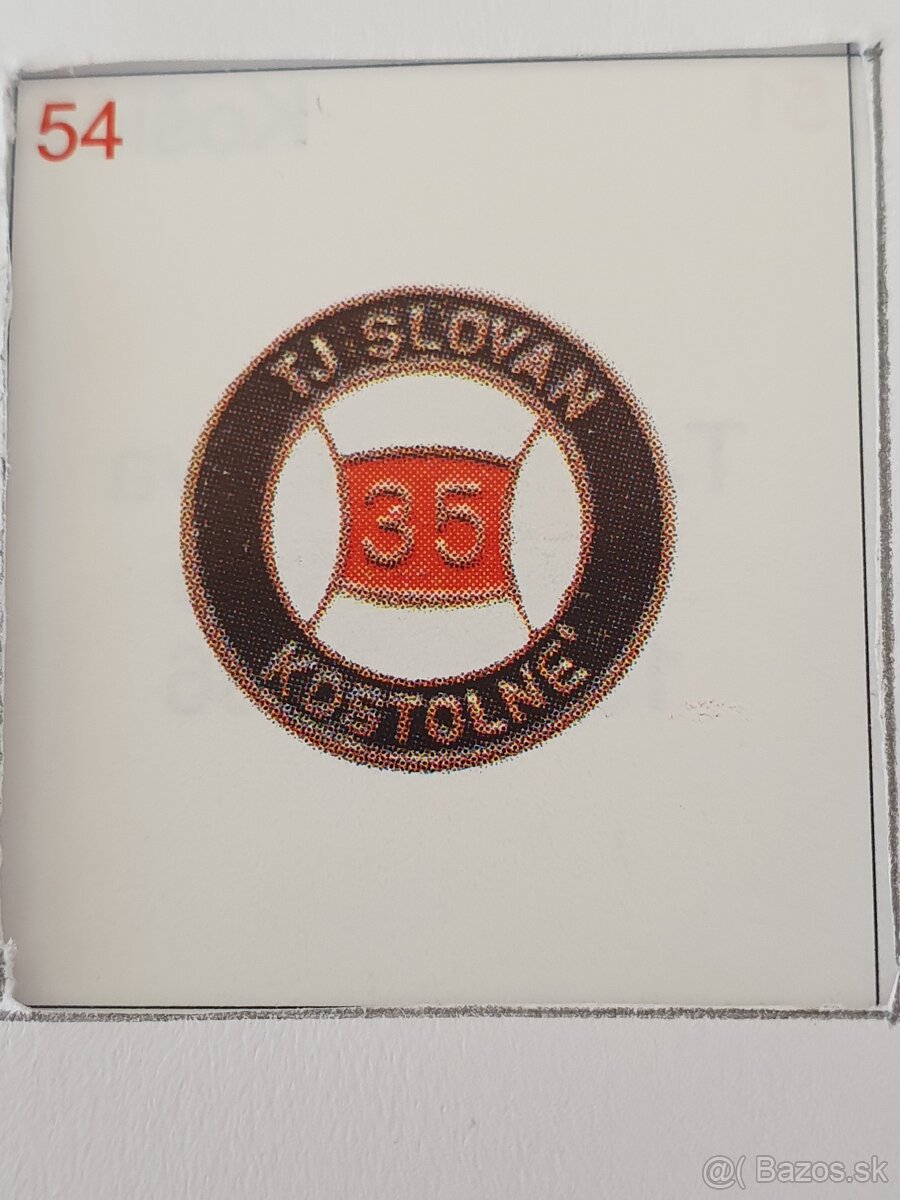 54
TJ SLOVAN
35
KOSTOLNÉ
@( Bazos.sk